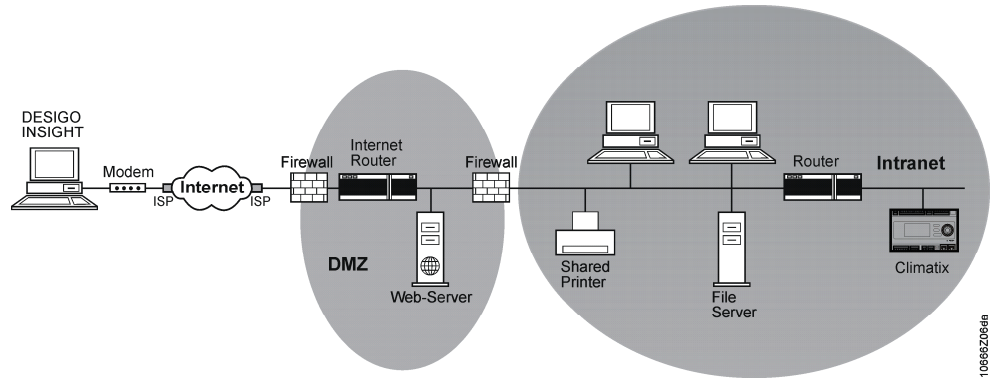 DESIGO
INSIGHT
Modem
ISP
Internet
ISP
Firewall
Internet
Router
DMZ
Web-Server
Firewall
Shared
Printer
File
Server
Router
Intranet
Climatix
10666Z06da